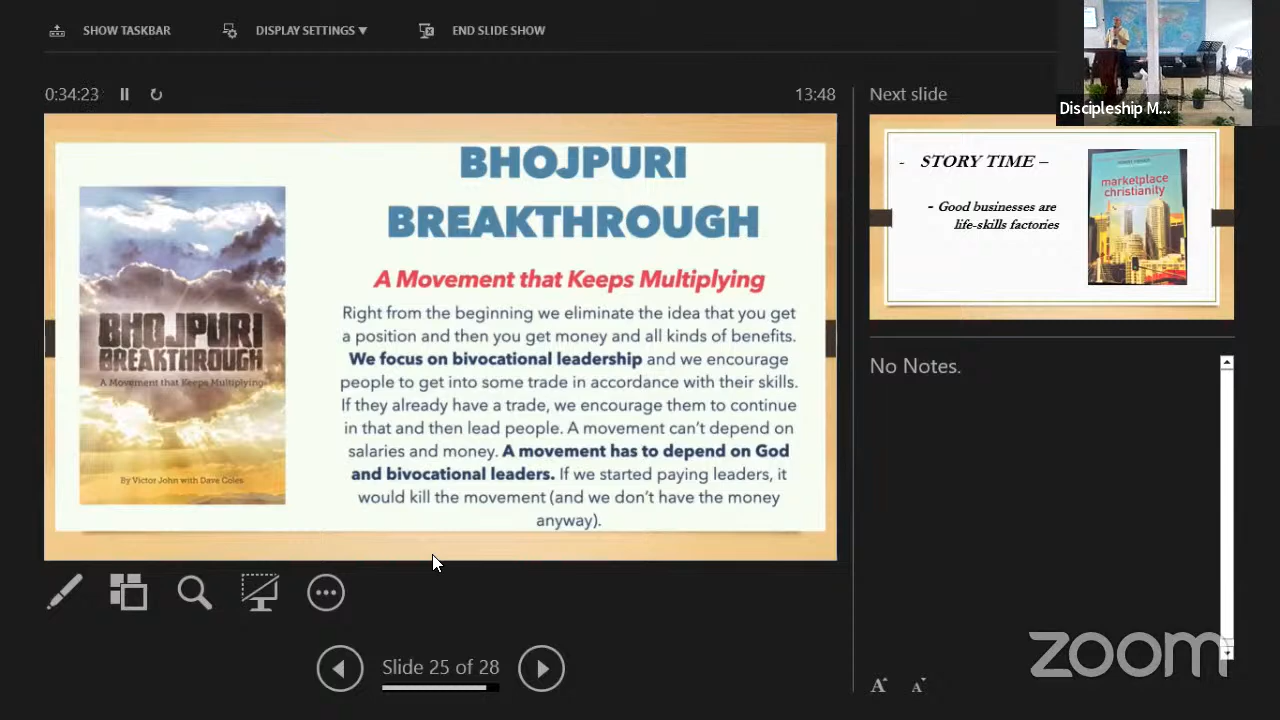 SHOW TASKBAR
DISPLAY SETTINGS ▼
END SLIDE SHOW
0:34:23
13:48
BHOJPURI
BREAKTHROUGH
A Movement that Keeps Multiplying
Right from the beginning we eliminate the idea that you get
a position and then you get money and all kinds of benefits.
We focus on bivocational leadership and we encourage
people to get into some trade in accordance with their skills.
If they already have a trade, we encourage them to continue
in that and then lead people. A movement can't depend on
salaries and money. A movement has to depend on God
and bivocational leaders. If we started paying leaders, it
would kill the movement (and we don't have the money
anyway).
BHOJPURI
BREAKTHROUGH
A Movement that Keeps Multiplying
By Victor John with Dave Coles
Slide 25 of 28
Next slide
Discipleship M...
- STORY TIME –
- Good businesses are
life-skills factories
marketplace
christianity
No Notes.
A A
zoom